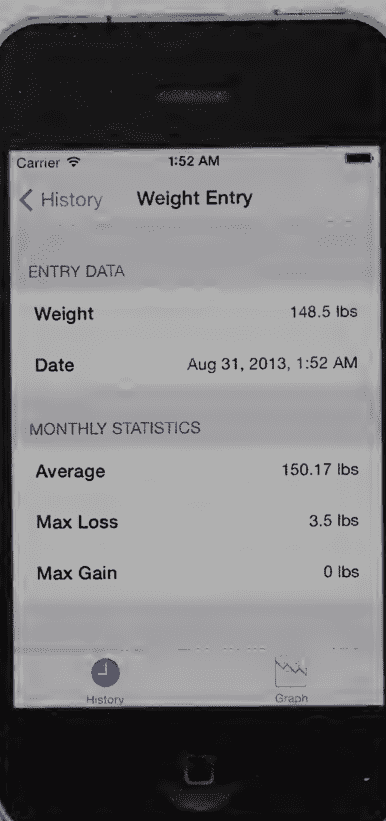 Carrier 1:52 AM
History Weight Entry
ENTRY DATA
Weight 148.5 lbs
Date Aug 31, 2013, 1:52 AM
MONTHLY STATISTICS
Average 150.17 lbs
Max Loss 3.5 lbs
Max Gain 0 lbs
History Graph